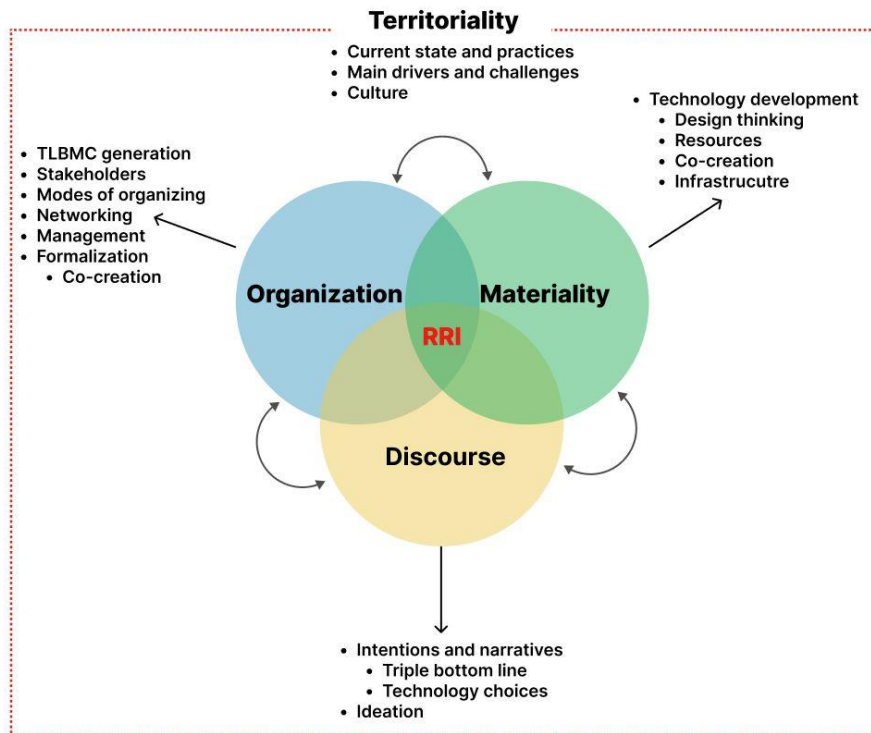 Territoriality
• Current state and practices
• Main drivers and challenges
• Culture
• Technology development
• Design thinking
• Resources
• Co-creation
• Infrastrucutre
• TLBMC generation
• Stakeholders
• Modes of organizing
• Networking
• Management
• Formalization
• Co-creation
Organization
Materiality
RRI
Discourse
• Intentions and narratives
• Triple bottom line
• Technology choices
• Ideation